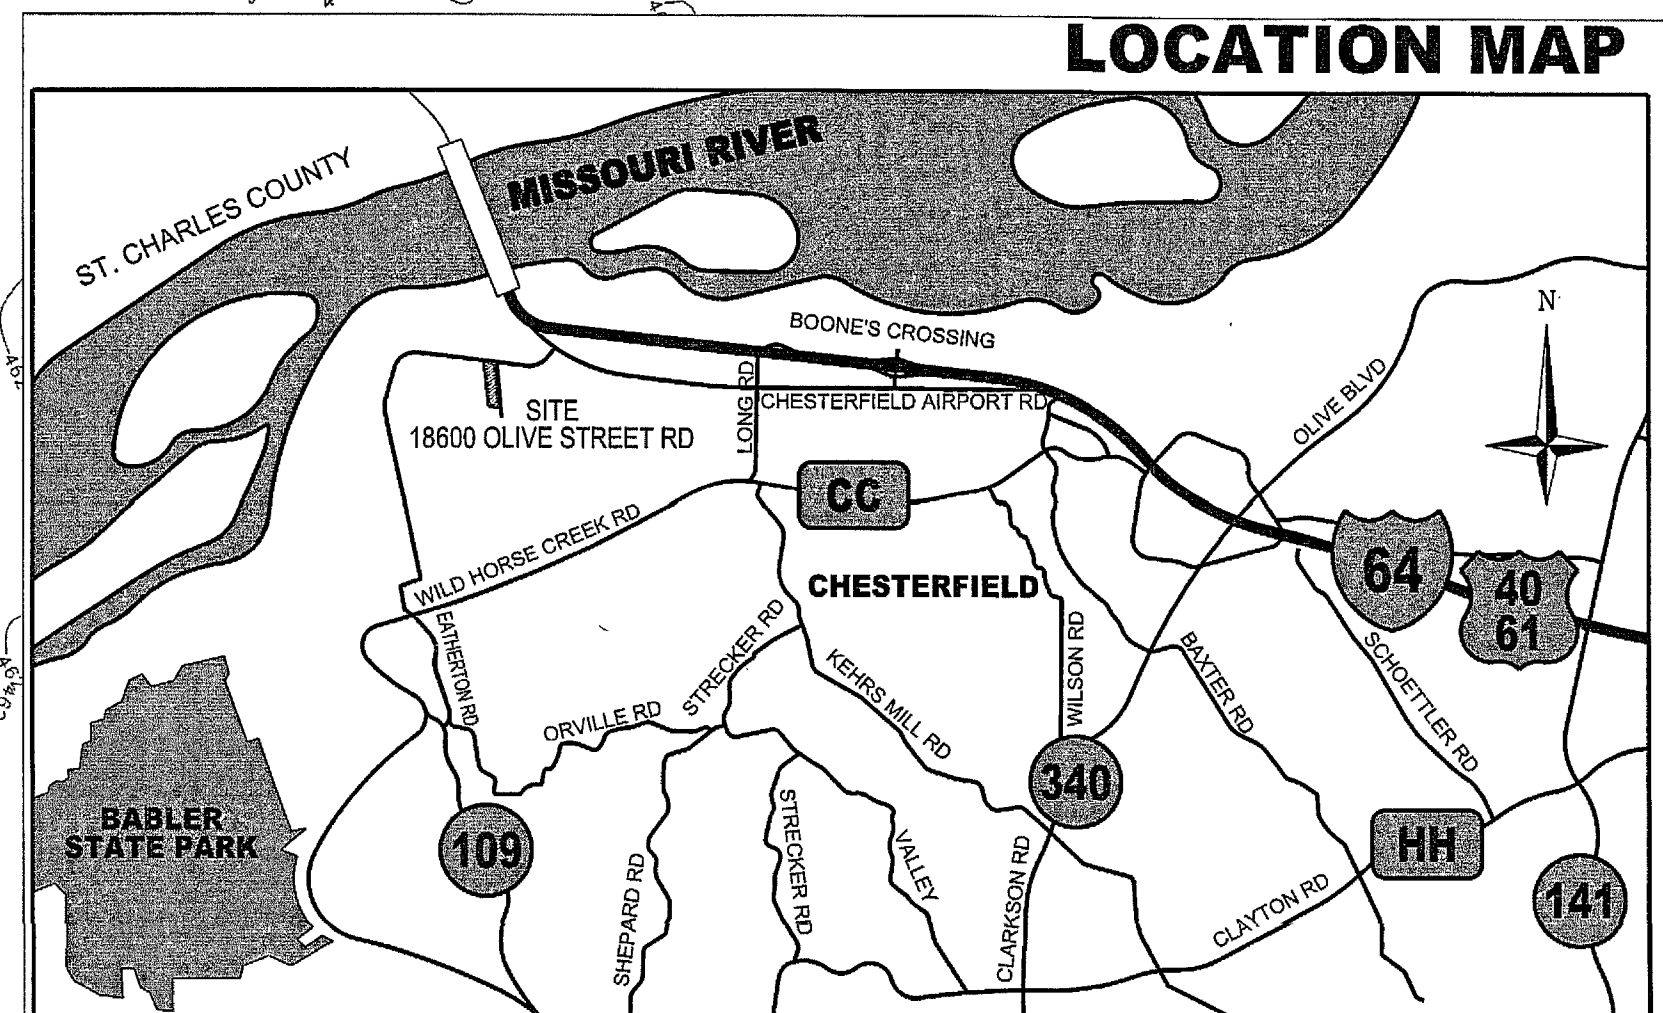 LOCATION MAP
MISSOURI RIVER
ST. CHARLES COUNTY
N
BOONE'S CROSSING
OLIVE BLVD
LONG RD
CHESTERFIELD AIRPORT RD
SITE
18600 OLIVE STREET RD
CC
WILD HORSE CREEK RD
64
40
61
CHESTERFIELD
EATHERTON RD
STRECKER RD
KEHRS MILL RD
WILSON RD
BAXTER RD
SCHOETTLER RD
ORVILLE RD
340
BABLER
STATE PARK
109
STRECKER RD
VALLEY
HH
SHEPARD RD
CLARKSON RD
CLAYTON RD
141